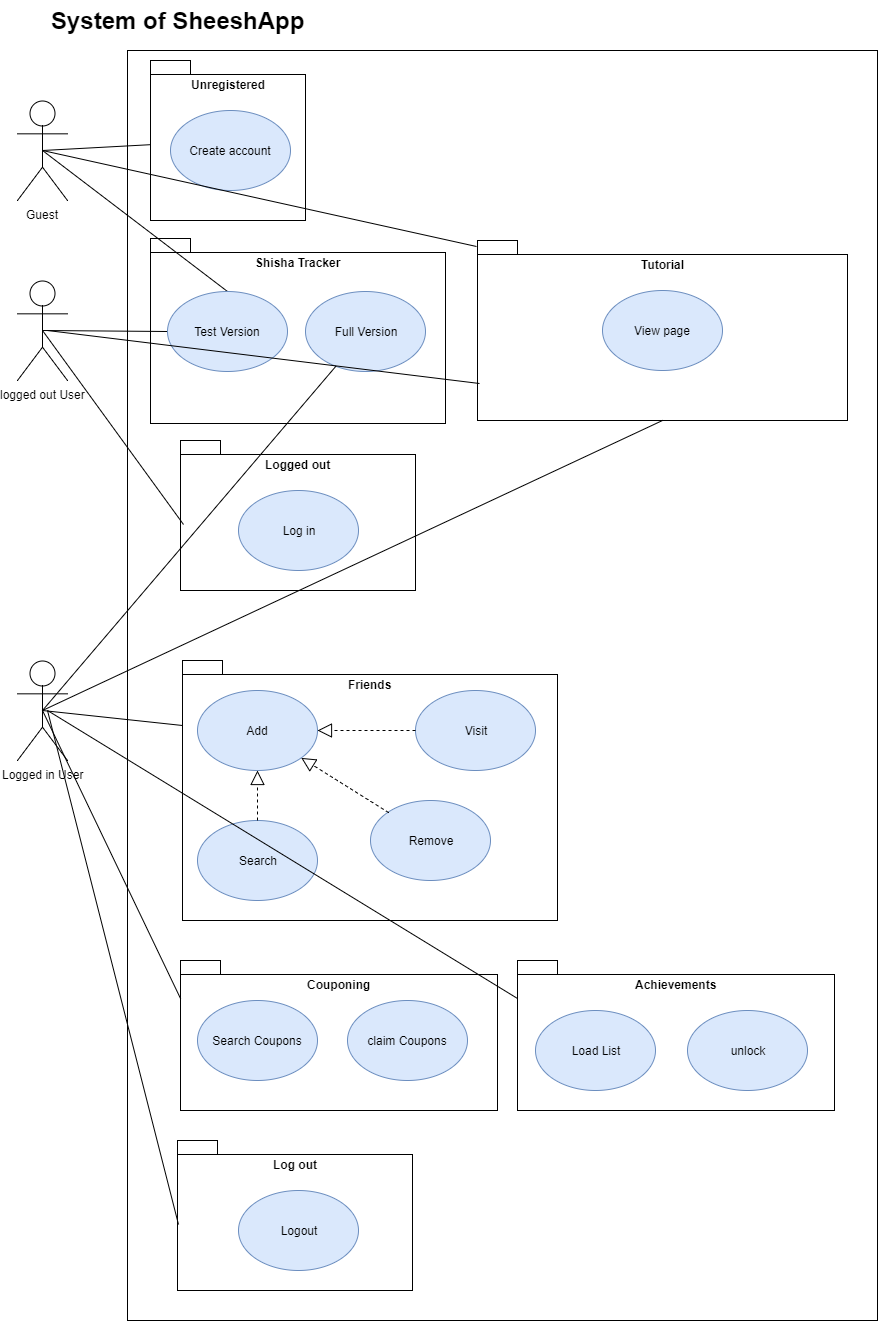 System of SheeshApp
Unregistered
Create account
Guest
Shisha Tracker
Test Version
Full Version
Tutorial
View page
logged out User
Logged out
Log in
Logged in User
Friends
Add
Visit
Search
Remove
Couponing
Search Coupons
claim Coupons
Achievements
Load List
unlock
Log out
Logout